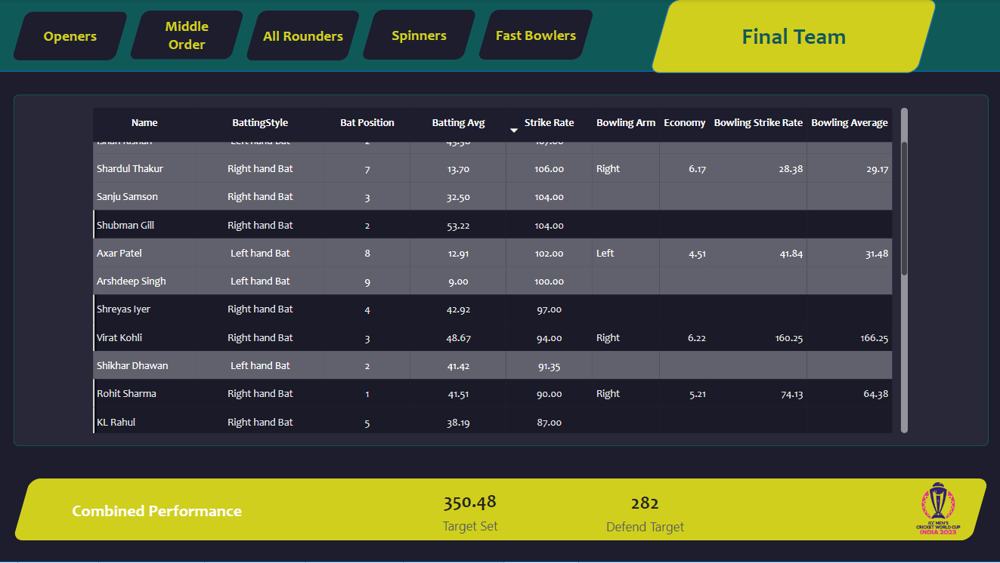 Openers
Middle
Order
All Rounders
Spinners
Fast Bowlers
Final Team
Name BattingStyle Bat Position Batting Avg Strike Rate Bowling Arm Economy Bowling Strike Rate Bowling Average
Ishan Kishan Left hand Bat 2 107.00
Shardul Thakur Right hand Bat 7 13.70 106.00 Right 6.17 28.38 29.17
Sanju Samson Right hand Bat 3 32.50 104.00
Shubman Gill Right hand Bat 2 53.22 104.00
Axar Patel Left hand Bat 8 12.91 102.00 Left 4.51 41.84 31.48
Arshdeep Singh Left hand Bat 9 9.00 100.00
Shreyas Iyer Right hand Bat 4 42.92 97.00
Virat Kohli Right hand Bat 3 48.67 94.00 Right 6.22 160.25 166.25
Shikhar Dhawan Left hand Bat 2 41.42 91.35
Rohit Sharma Right hand Bat 1 41.51 90.00 Right 5.21 74.13 64.38
KL Rahul Right hand Bat 5 38.19 87.00
Combined Performance
350.48
Target Set
282
Defend Target
ICC MEN'S
CRICKET WORLD CUP
INDIA 2023